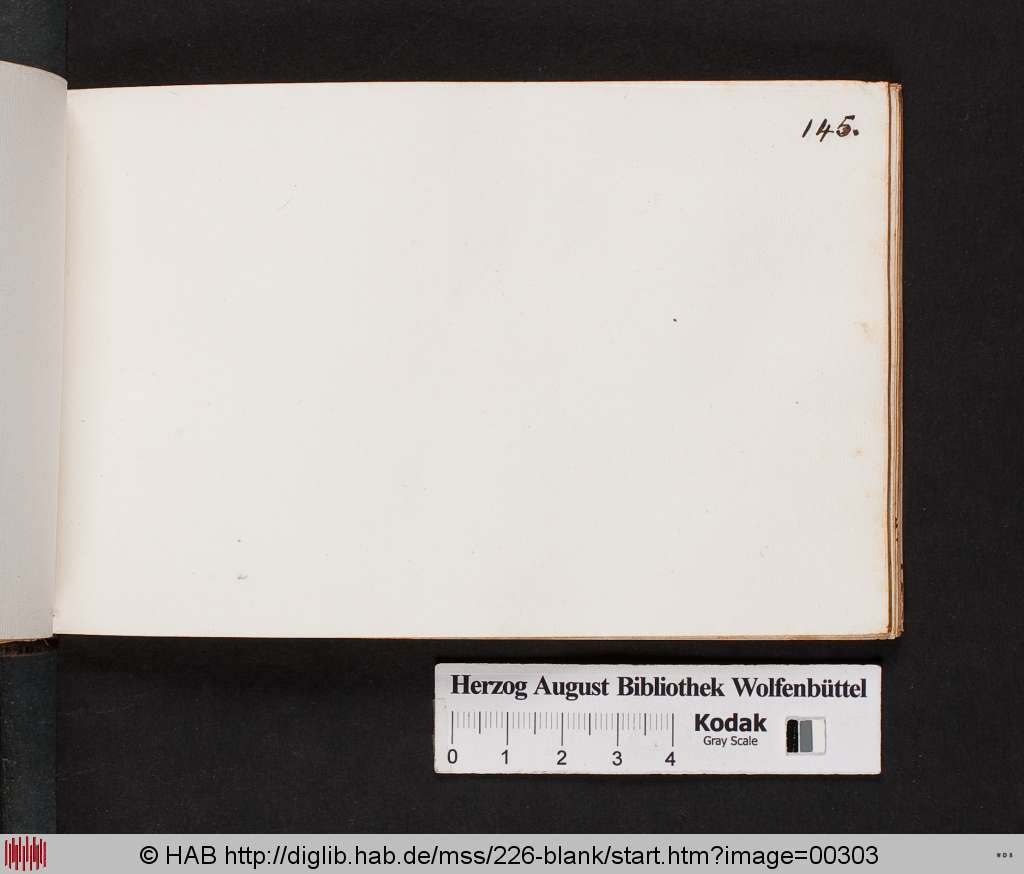 145.
Herzog August Bibliothek Wolfenbüttel
Kodak
Gray Scale
0 1 2 3 4
© HAB http://diglib.hab.de/mss/226-blank/start.htm?image=00303